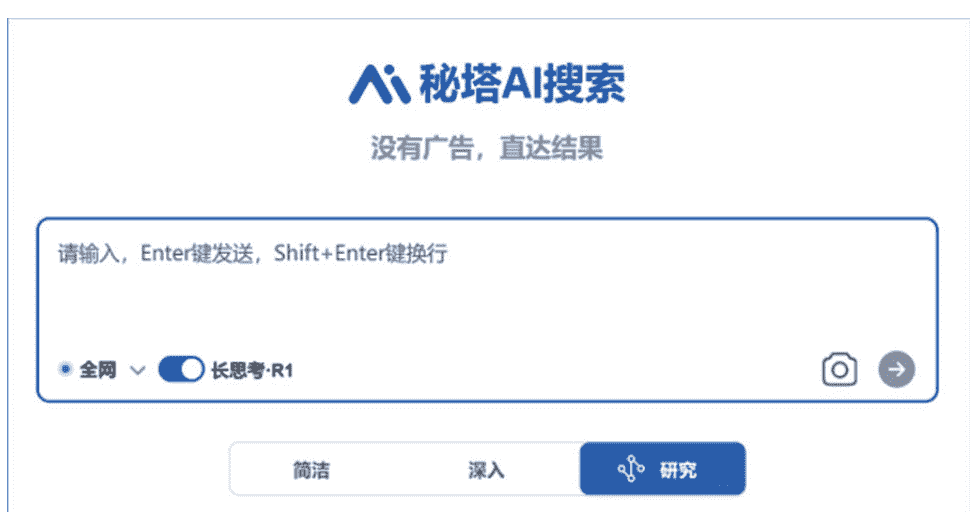 秘塔AI搜索
没有广告，直达结果
请输入，Enter键发送，Shift+Enter键换行
全网 长思考·R1
简洁 深入 研究